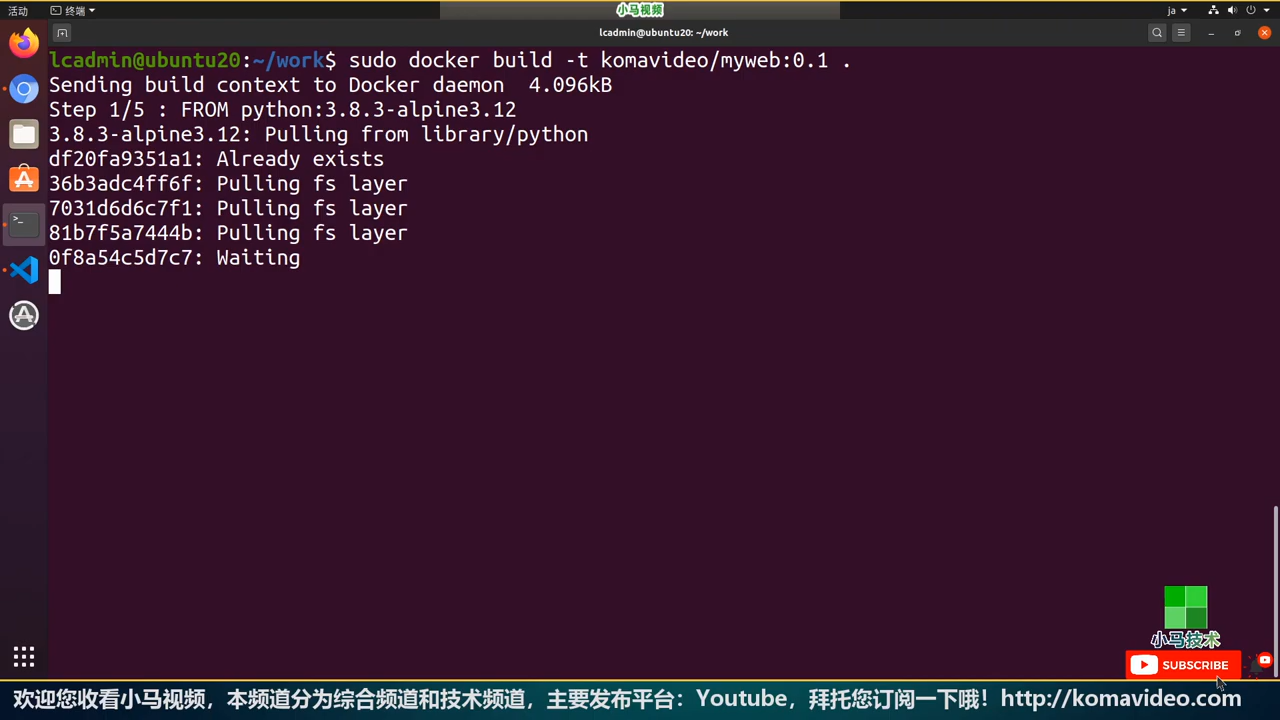 活动
终端
小马视频
ja
lcadmin@ubuntu20: ~/work
lcadmin@ubuntu20:~/work$ sudo docker build -t komavideo/myweb:0.1 .
Sending build context to Docker daemon  4.096kB
Step 1/5 : FROM python:3.8.3-alpine3.12
3.8.3-alpine3.12: Pulling from library/python
df20fa9351a1: Already exists
36b3adc4ff6f: Pulling fs layer
7031d6d6c7f1: Pulling fs layer
81b7f5a7444b: Pulling fs layer
0f8a54c5d7c7: Waiting
小马技术
SUBSCRIBE
欢迎您收看小马视频，本频道分为综合频道和技术频道，主要发布平台：Youtube，拜托您订阅一下哦！http://komavideo.com